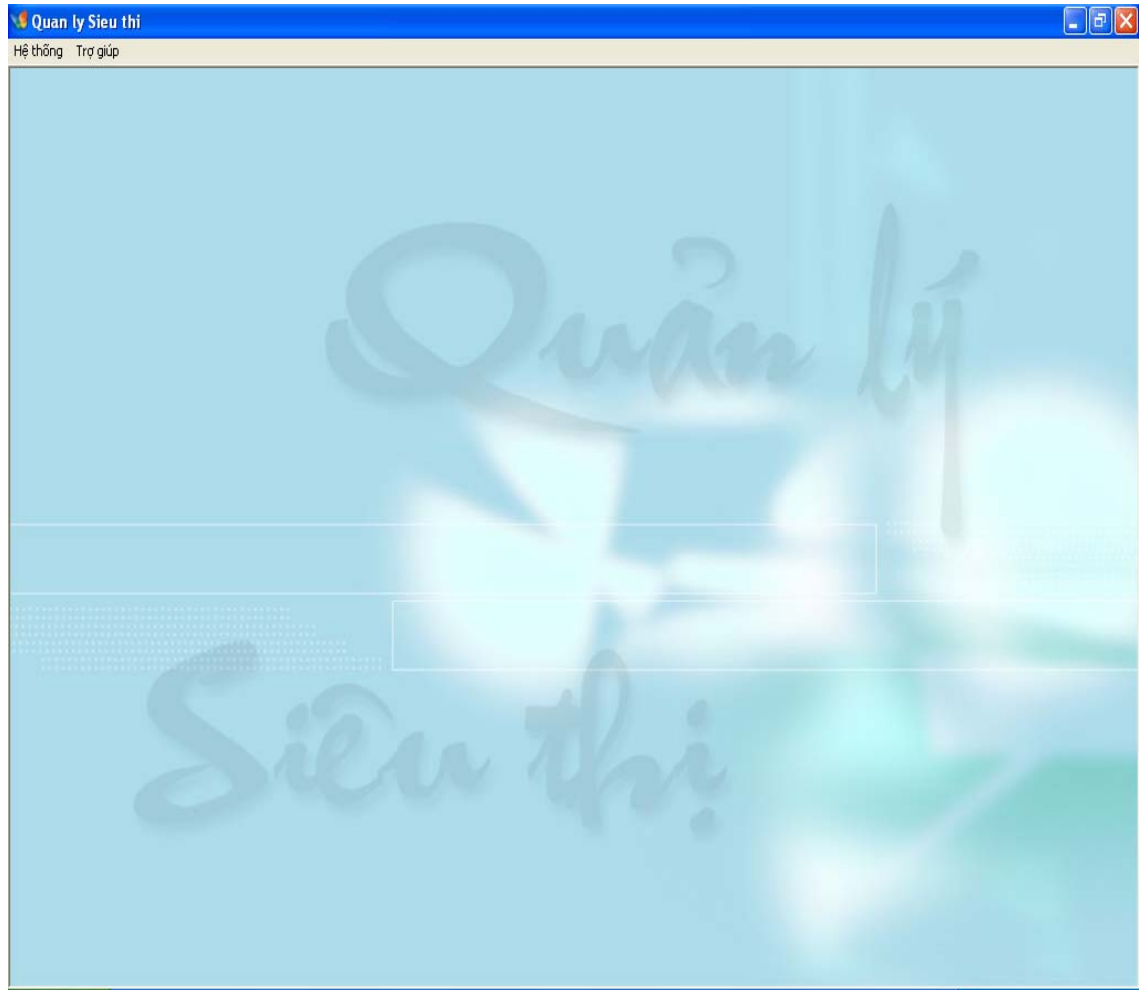 Quan ly Sieu thi
Hệ thống Trợ giúp
Quản lý
Siêu thị